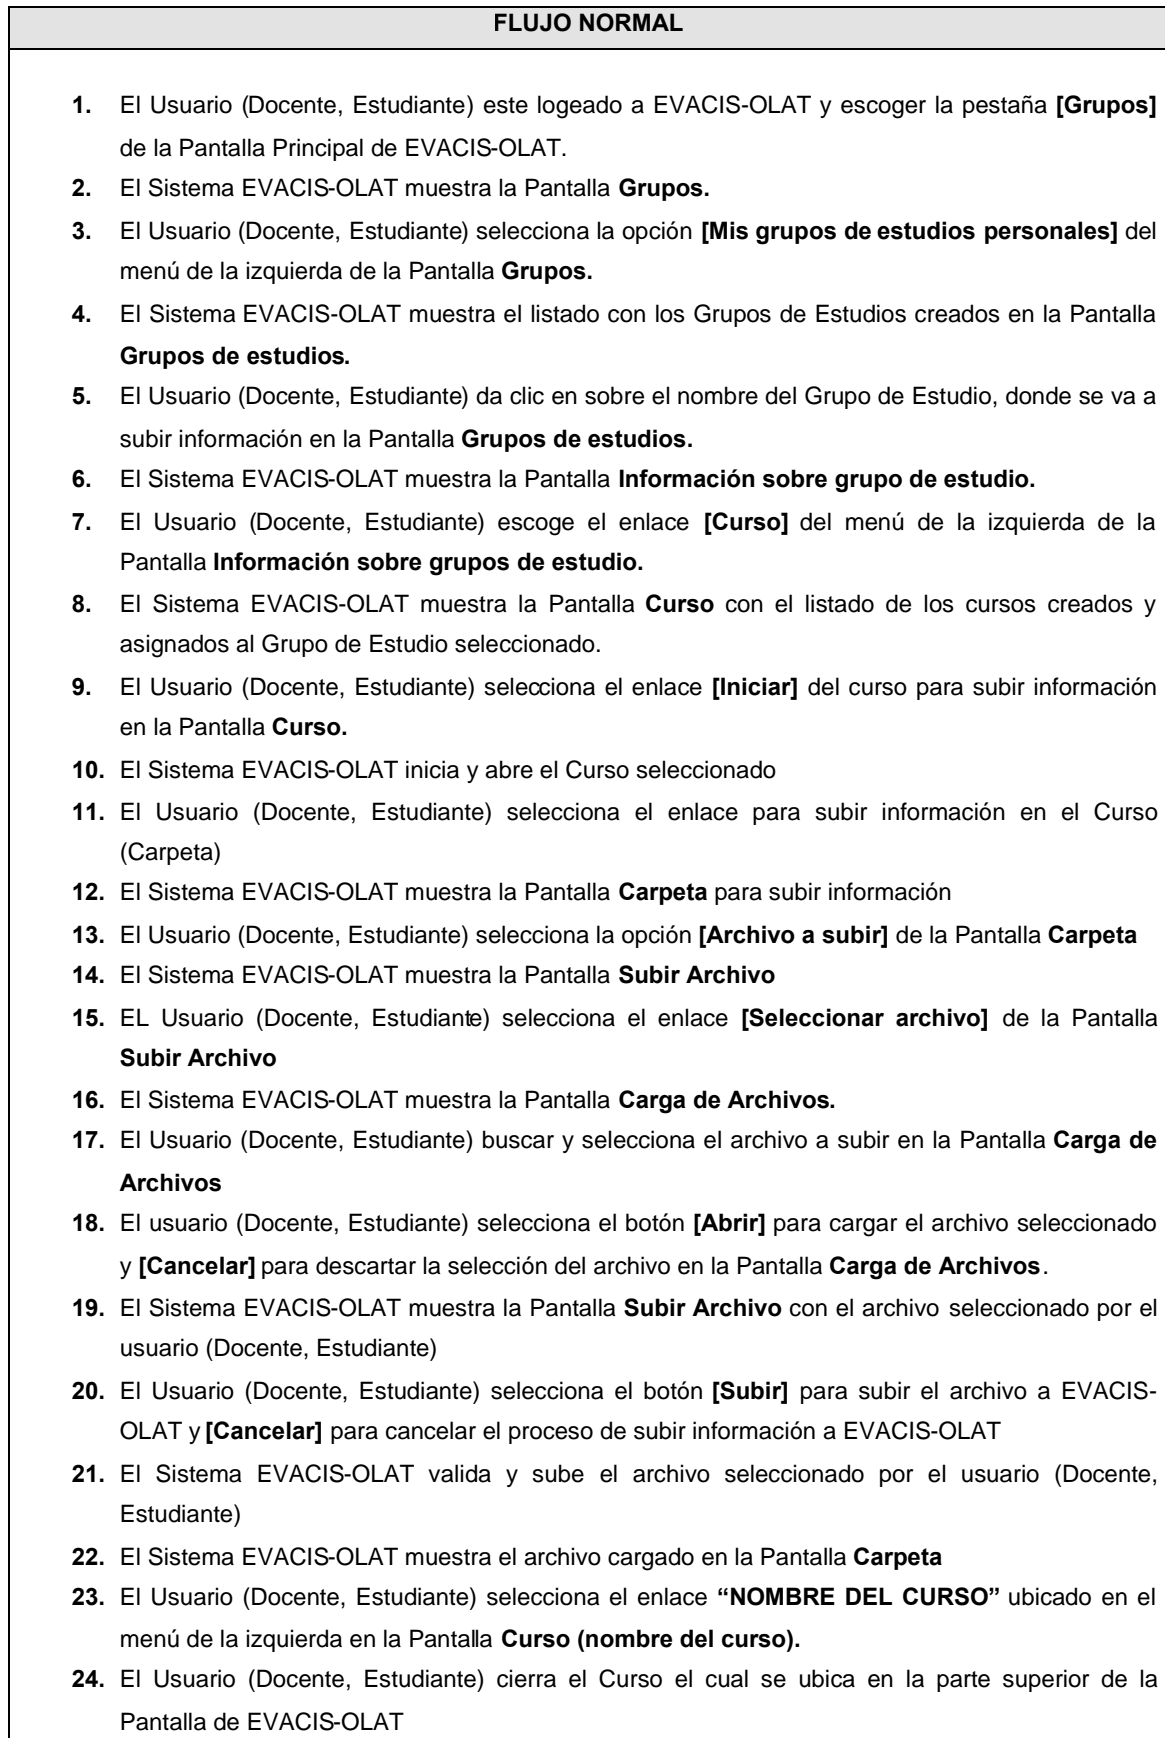 FLUJO NORMAL
1. El Usuario (Docente, Estudiante) este logeado a EVACIS-OLAT y escoger la pestaña [Grupos]
de la Pantalla Principal de EVACIS-OLAT.
2. El Sistema EVACIS-OLAT muestra la Pantalla Grupos.
3. El Usuario (Docente, Estudiante) selecciona la opción [Mis grupos de estudios personales] del
menú de la izquierda de la Pantalla Grupos.
4. El Sistema EVACIS-OLAT muestra el listado con los Grupos de Estudios creados en la Pantalla
Grupos de estudios.
5. El Usuario (Docente, Estudiante) da clic en sobre el nombre del Grupo de Estudio, donde se va a
subir información en la Pantalla Grupos de estudios.
6. El Sistema EVACIS-OLAT muestra la Pantalla Información sobre grupo de estudio.
7. El Usuario (Docente, Estudiante) escoge el enlace [Curso] del menú de la izquierda de la
Pantalla Información sobre grupos de estudio.
8. El Sistema EVACIS-OLAT muestra la Pantalla Curso con el listado de los cursos creados y
asignados al Grupo de Estudio seleccionado.
9. El Usuario (Docente, Estudiante) selecciona el enlace [Iniciar] del curso para subir información
en la Pantalla Curso.
10. El Sistema EVACIS-OLAT inicia y abre el Curso seleccionado
11. El Usuario (Docente, Estudiante) selecciona el enlace para subir información en el Curso
(Carpeta)
12. El Sistema EVACIS-OLAT muestra la Pantalla Carpeta para subir información
13. El Usuario (Docente, Estudiante) selecciona la opción [Archivo a subir] de la Pantalla Carpeta
14. El Sistema EVACIS-OLAT muestra la Pantalla Subir Archivo
15. EL Usuario (Docente, Estudiante) selecciona el enlace [Seleccionar archivo] de la Pantalla
Subir Archivo
16. El Sistema EVACIS-OLAT muestra la Pantalla Carga de Archivos.
17. El Usuario (Docente, Estudiante) buscar y selecciona el archivo a subir en la Pantalla Carga de
Archivos
18. El usuario (Docente, Estudiante) selecciona el botón [Abrir] para cargar el archivo seleccionado
y [Cancelar] para descartar la selección del archivo en la Pantalla Carga de Archivos.
19. El Sistema EVACIS-OLAT muestra la Pantalla Subir Archivo con el archivo seleccionado por el
usuario (Docente, Estudiante)
20. El Usuario (Docente, Estudiante) selecciona el botón [Subir] para subir el archivo a EVACIS-
OLAT y [Cancelar] para cancelar el proceso de subir información a EVACIS-OLAT
21. El Sistema EVACIS-OLAT valida y sube el archivo seleccionado por el usuario (Docente,
Estudiante)
22. El Sistema EVACIS-OLAT muestra el archivo cargado en la Pantalla Carpeta
23. El Usuario (Docente, Estudiante) selecciona el enlace “NOMBRE DEL CURSO” ubicado en el
menú de la izquierda en la Pantalla Curso (nombre del curso).
24. El Usuario (Docente, Estudiante) cierra el Curso el cual se ubica en la parte superior de la
Pantalla de EVACIS-OLAT